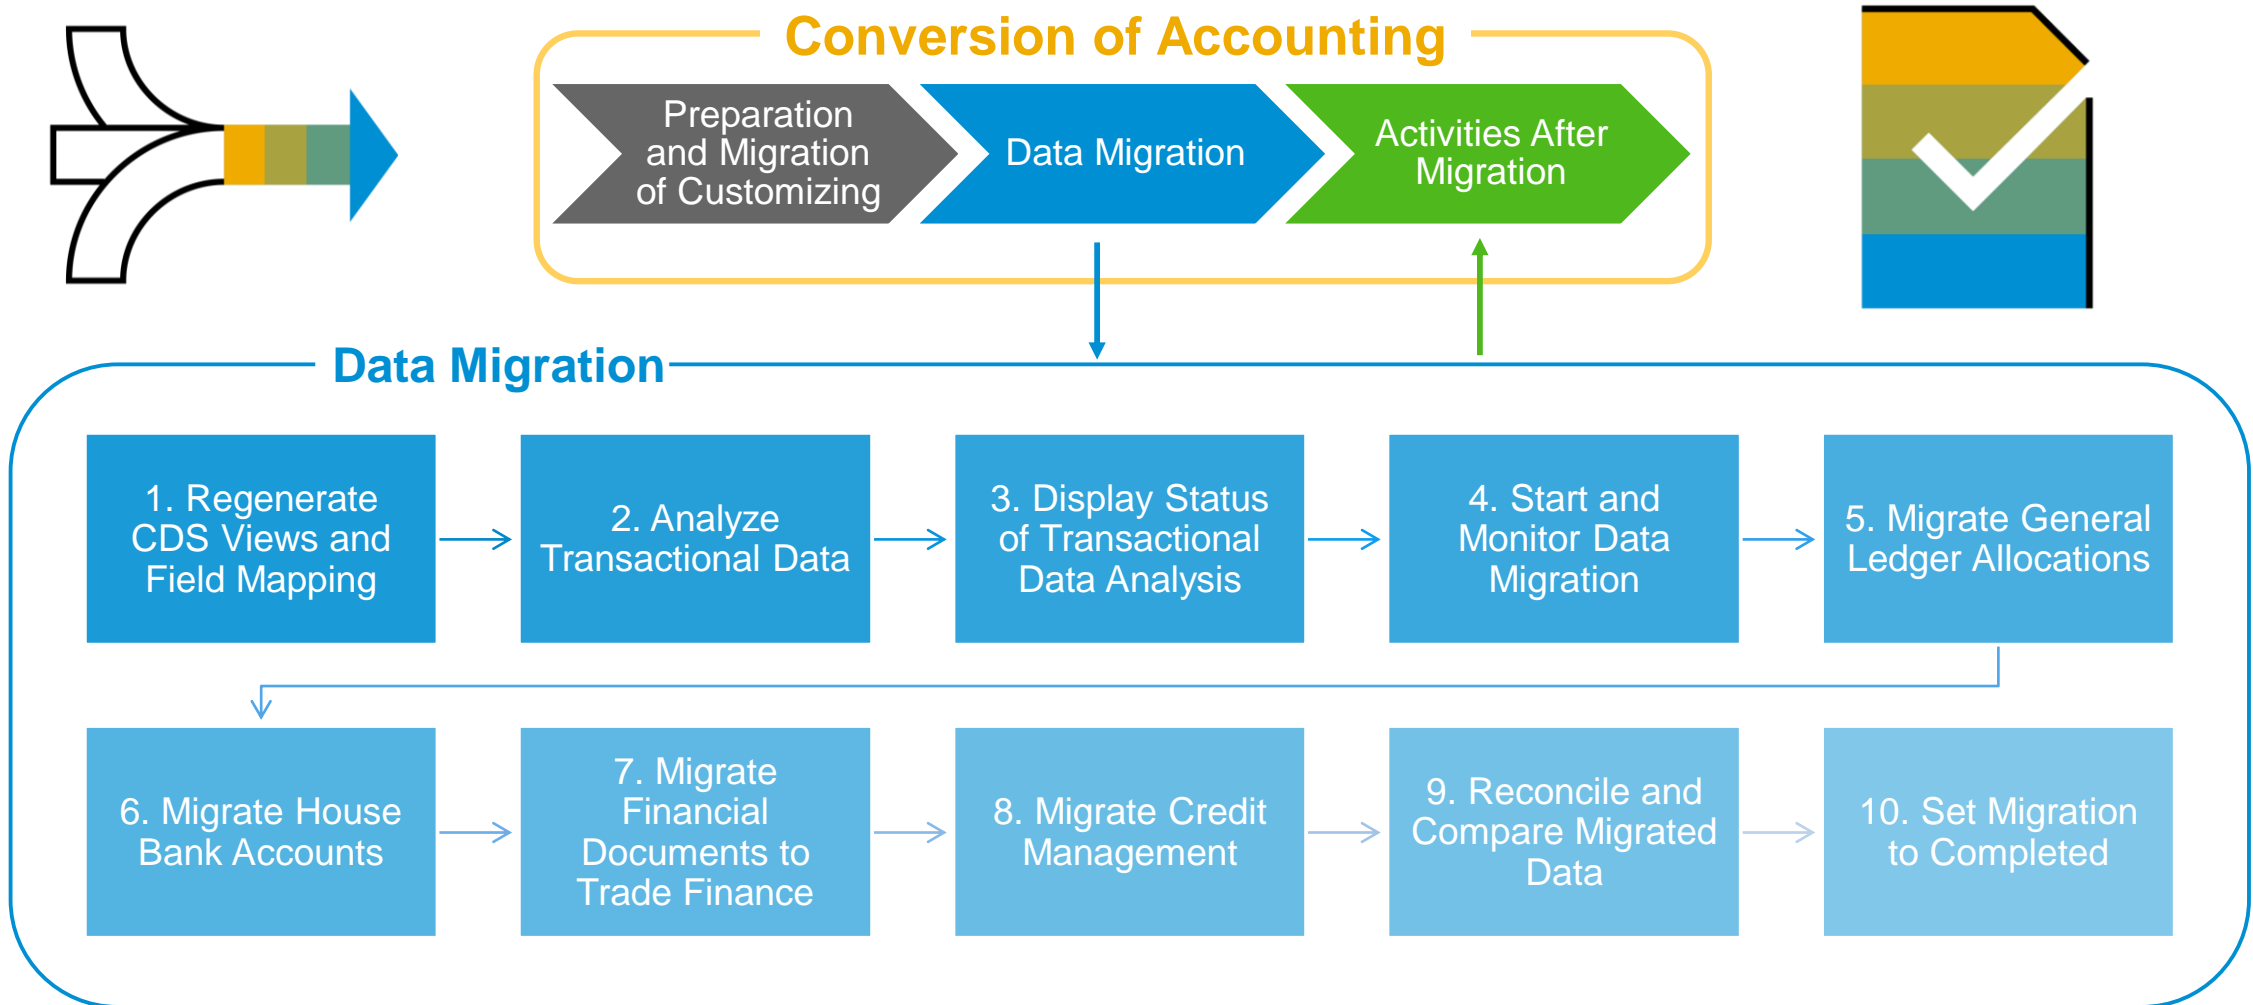 Conversion of Accounting
Preparation
and Migration
of Customizing
Data Migration
Activities After
Migration
Data Migration
1. Regenerate
CDS Views and
Field Mapping
2. Analyze
Transactional Data
3. Display Status
of Transactional
Data Analysis
4. Start and
Monitor Data
Migration
5. Migrate General
Ledger Allocations
6. Migrate House
Bank Accounts
7. Migrate
Financial
Documents to
Trade Finance
8. Migrate Credit
Management
9. Reconcile and
Compare Migrated
Data
10. Set Migration
to Completed